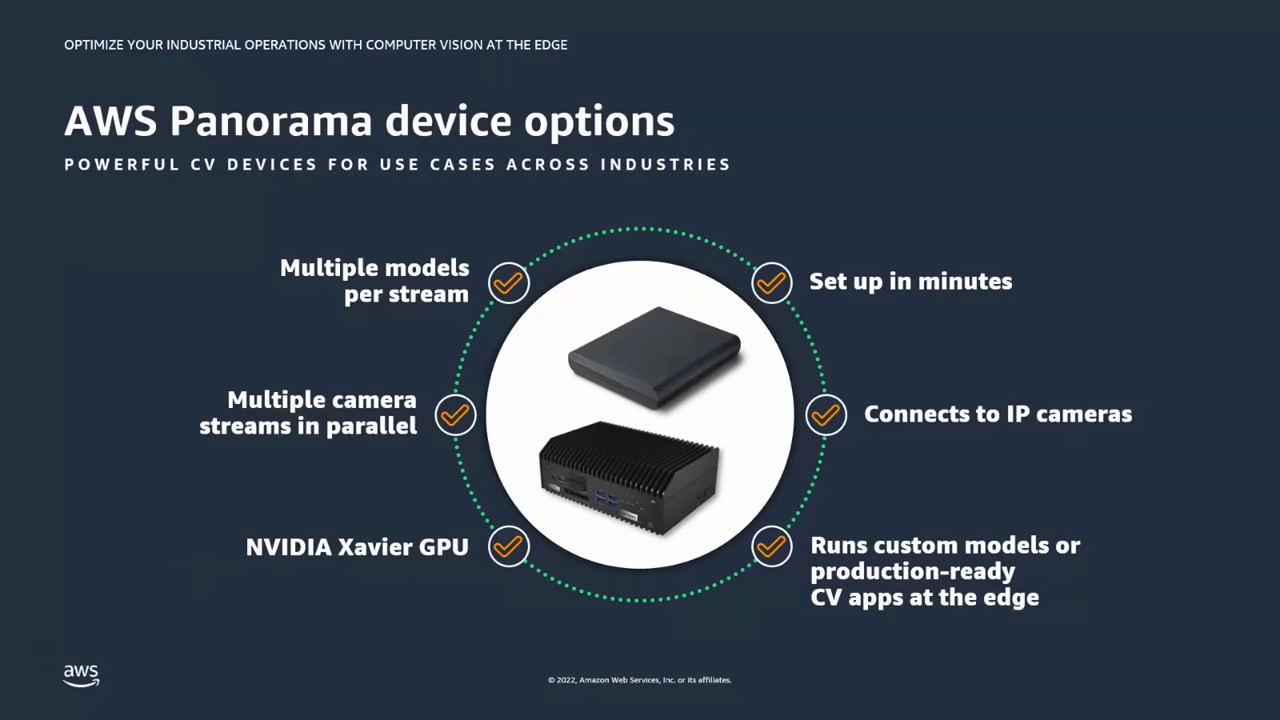 OPTIMIZE YOUR INDUSTRIAL OPERATIONS WITH COMPUTER VISION AT THE EDGE
AWS Panorama device options
POWERFUL CV DEVICES FOR USE CASES ACROSS INDUSTRIES
Multiple models
per stream
Set up in minutes
Multiple camera
streams in parallel
Connects to IP cameras
NVIDIA Xavier GPU
Runs custom models or
production-ready
CV apps at the edge
aws
© 2022, Amazon Web Services, Inc. or its affiliates.